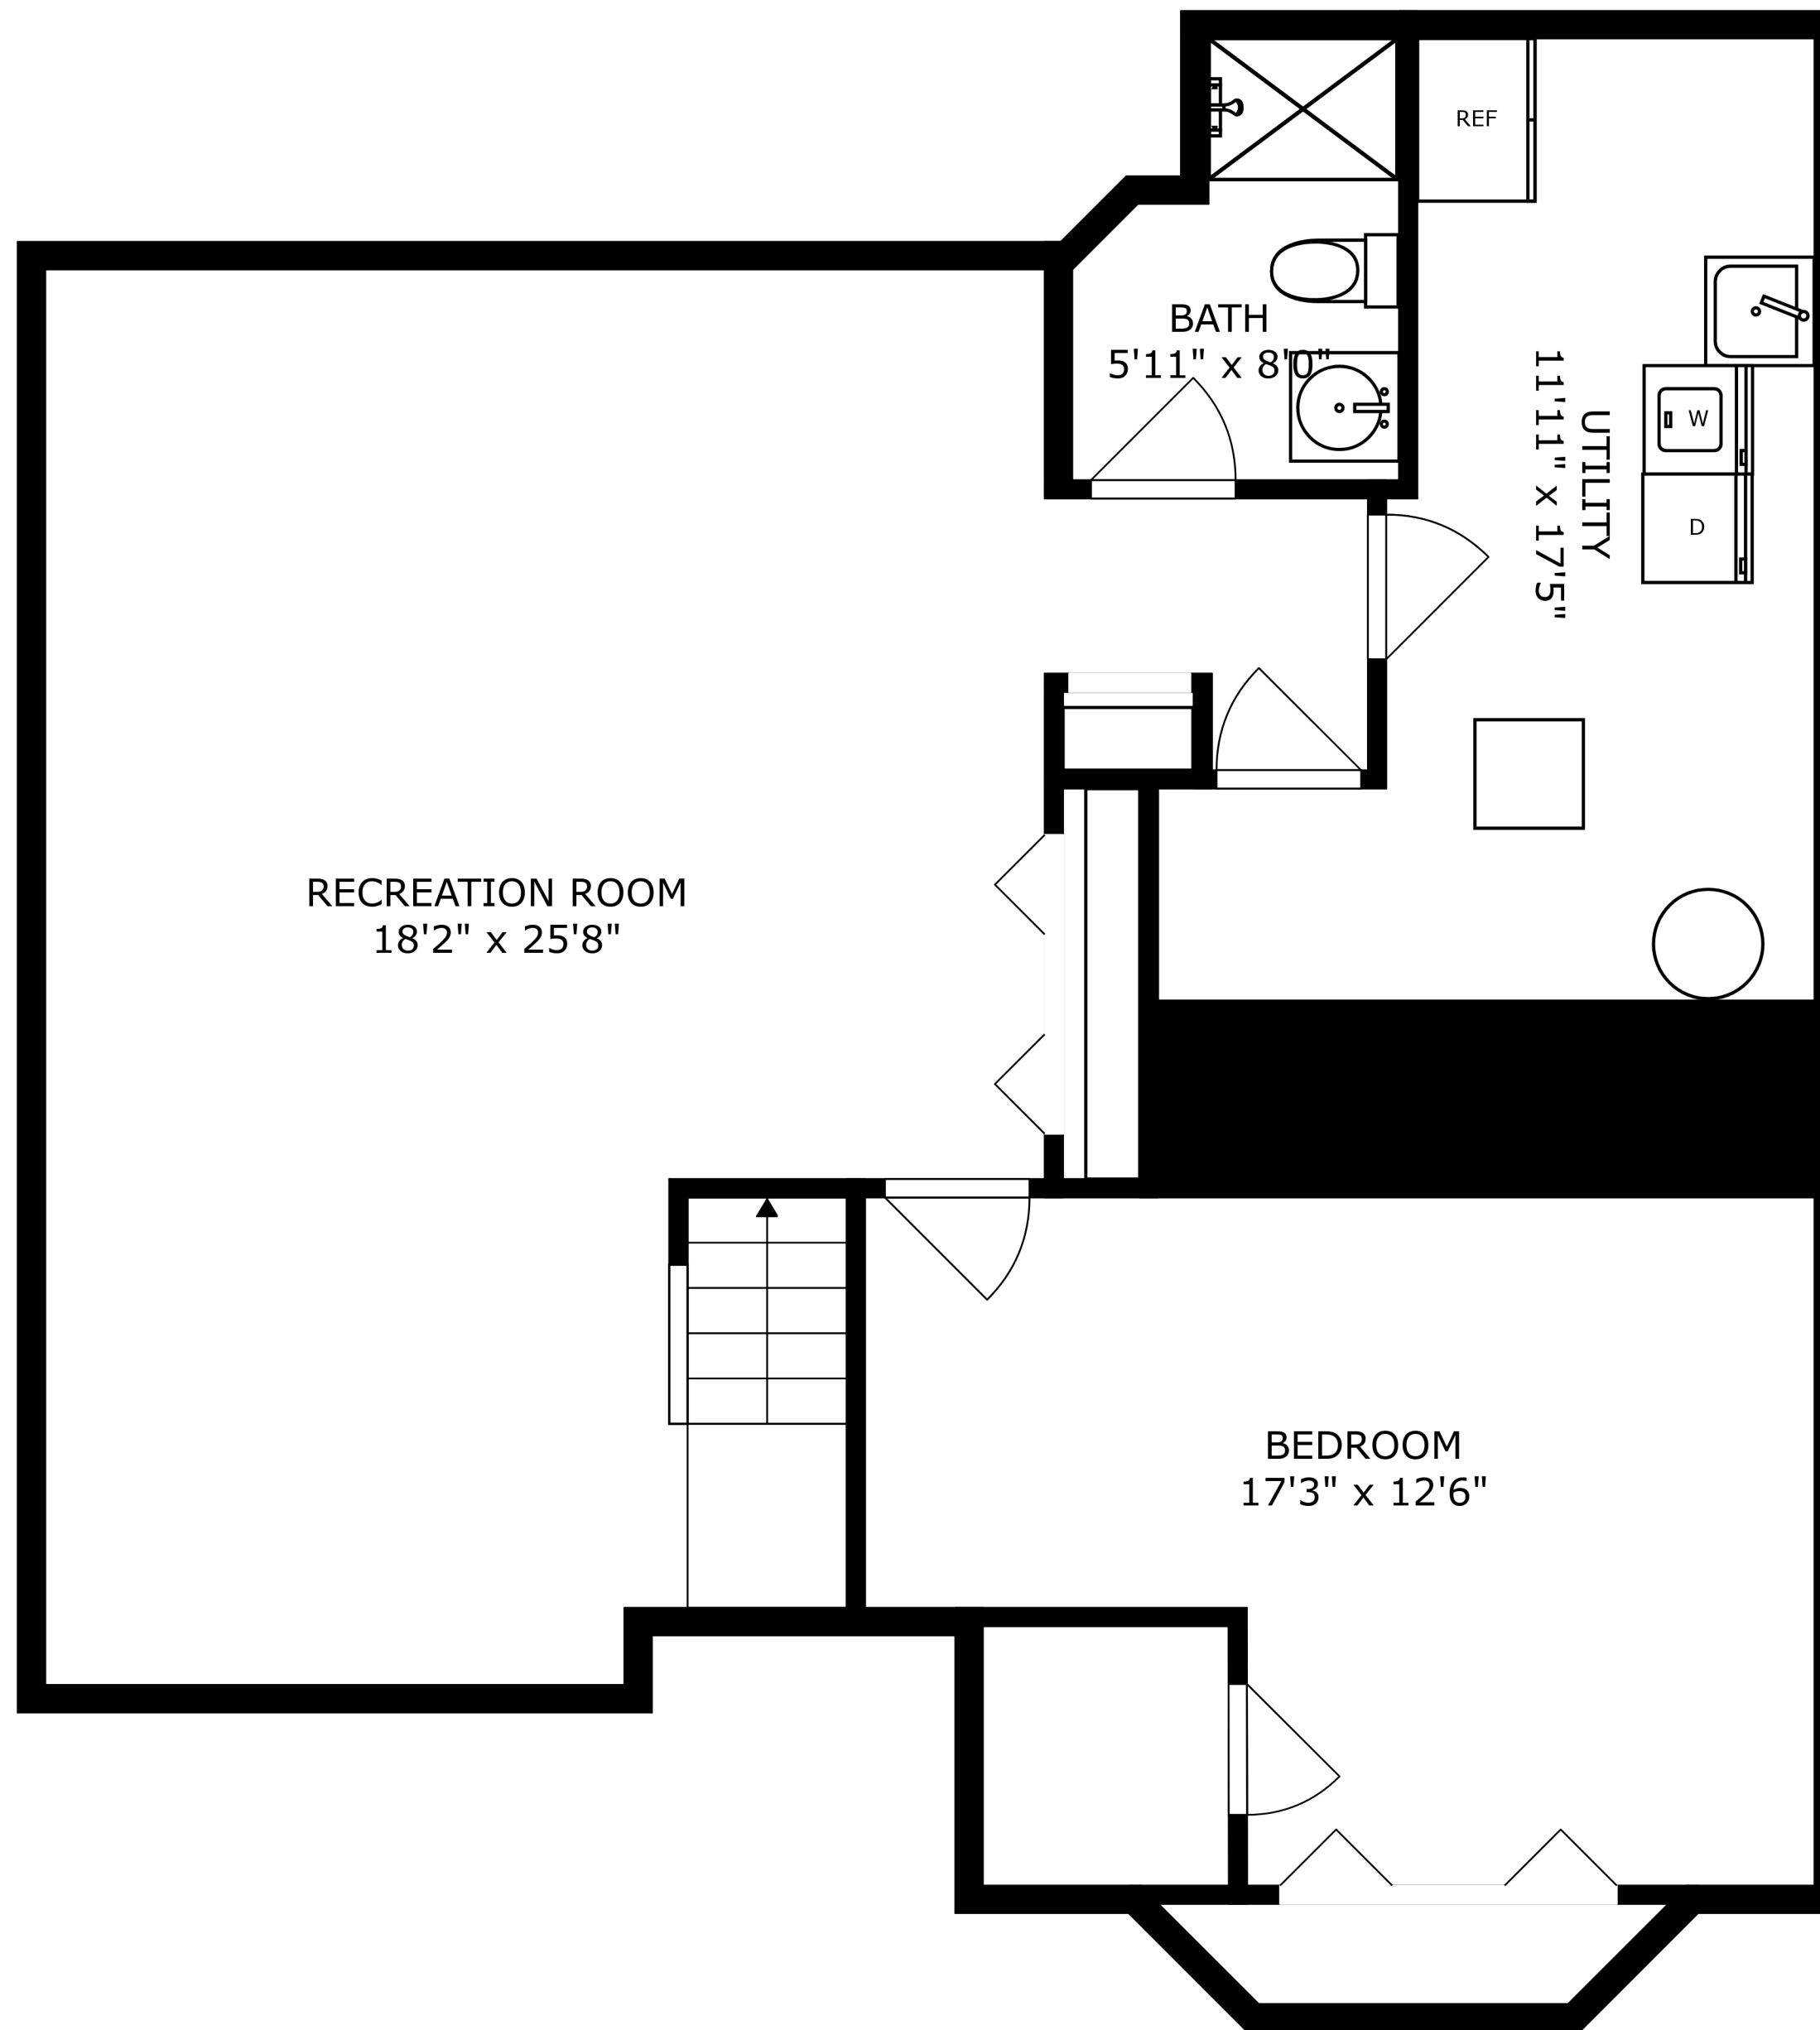 REF
BATH
5'11" x 8'0"
UTILITY
11'11" x 17'5"
W
D
RECREATION ROOM
18'2" x 25'8"
BEDROOM
17'3" x 12'6"